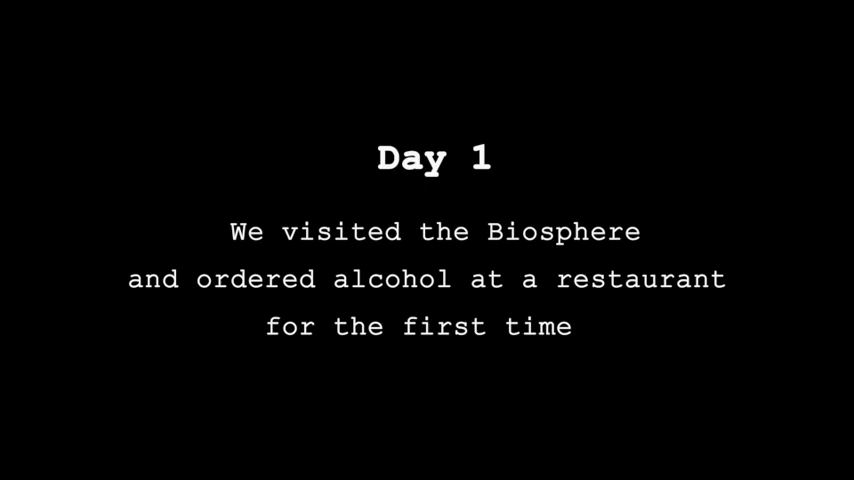 Day 1
We visited the Biosphere
and ordered alcohol at a restaurant
for the first time